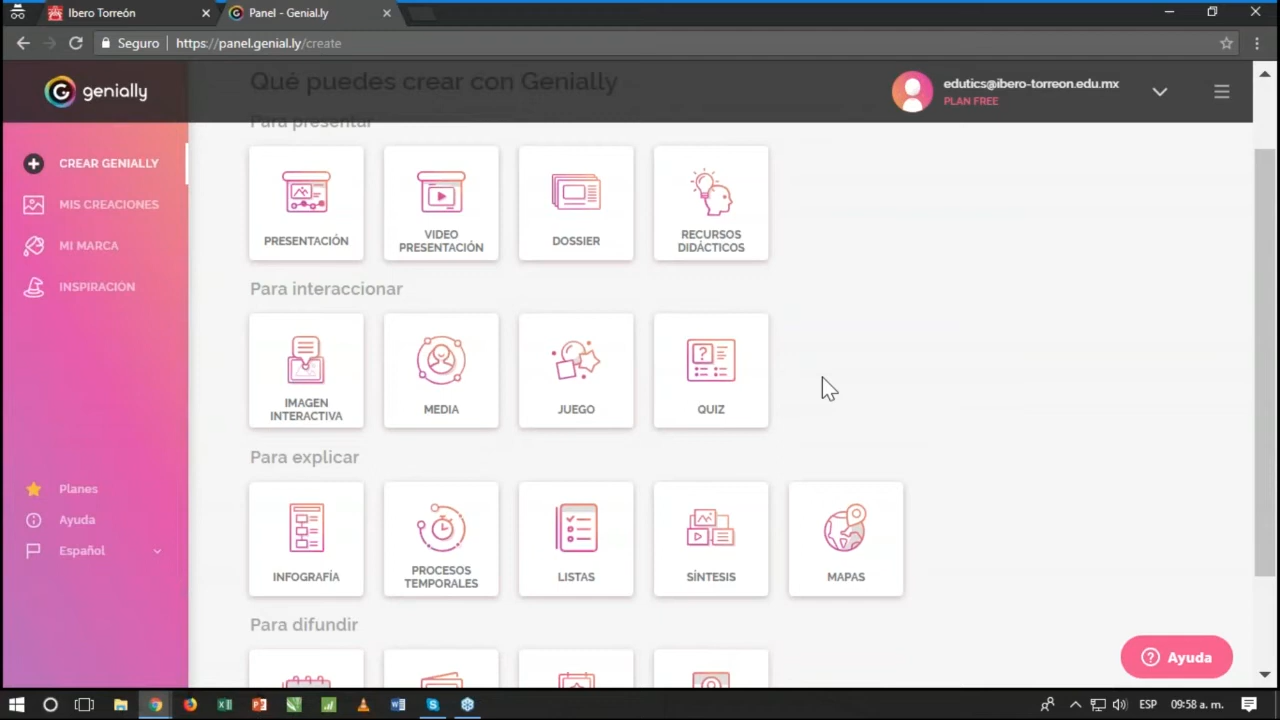 Ibero Torreón
Panel - Genial.ly
Seguro
https://panel.genial.ly/create
genially
Qué puedes crear con Genially
edutics@ibero-torreon.edu.mx
PLAN FREE
CREAR GENIALLY
MIS CREACIONES
MI MARCA
INSPIRACIÓN
Planes
Ayuda
Español
Para presentar
PRESENTACIÓN
VIDEO
PRESENTACIÓN
DOSSIER
RECURSOS
DIDÁCTICOS
Para interaccionar
IMAGEN
INTERACTIVA
MEDIA
JUEGO
QUIZ
Para explicar
INFOGRAFÍA
PROCESOS
TEMPORALES
LISTAS
SÍNTESIS
MAPAS
Para difundir
Ayuda
ESP
09:58 a. m.